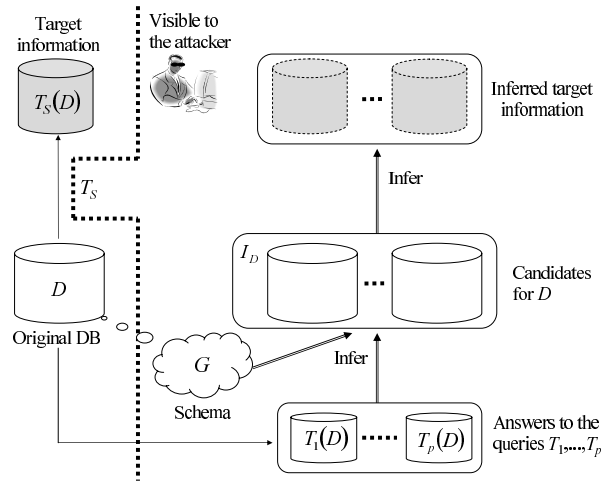 Target
information
T_S(D)
Visible to
the attacker
Inferred target
information
Infer
T_S
I_D
D
Original DB
Candidates
for D
G
Schema
Infer
T_1(D)
T_p(D)
Answers to the
queries T_1,...,T_p